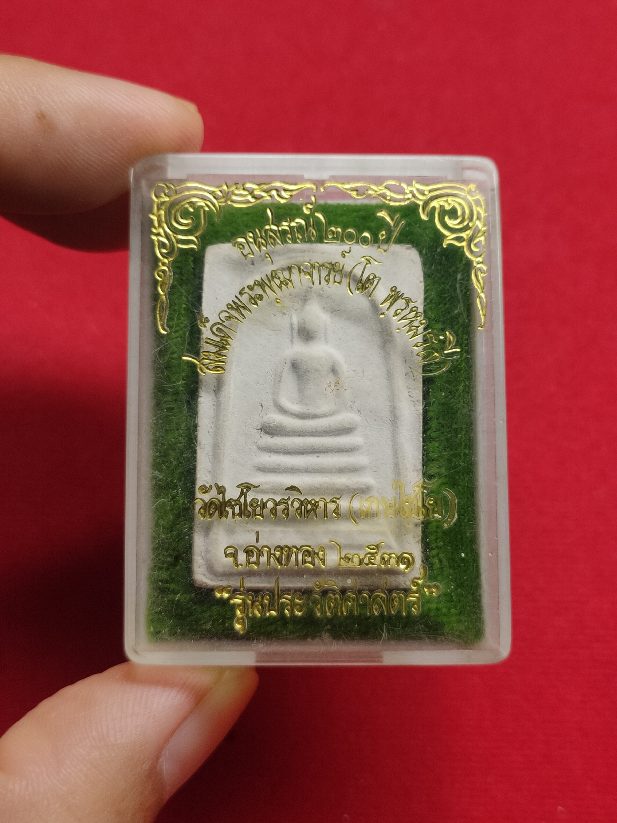 อนุสรณ์ ๒๐๐ ปี
สมเด็จพระพุฒาจารย์ (โต พฺรหฺมรํสี)
วัดไชโยวรวิหาร (เกษไชโย)
จ.อ่างทอง ๒๕๓๑
"รุ่นประวัติศาสตร์"